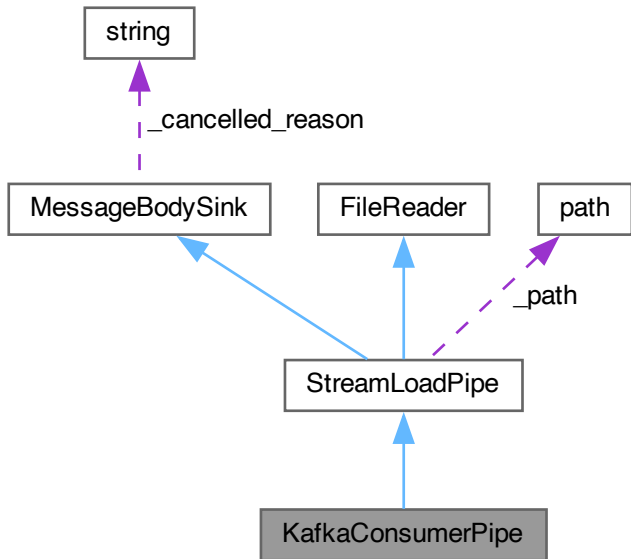 string
_cancelled_reason
MessageBodySink
FileReader
path
_path
StreamLoadPipe
KafkaConsumerPipe